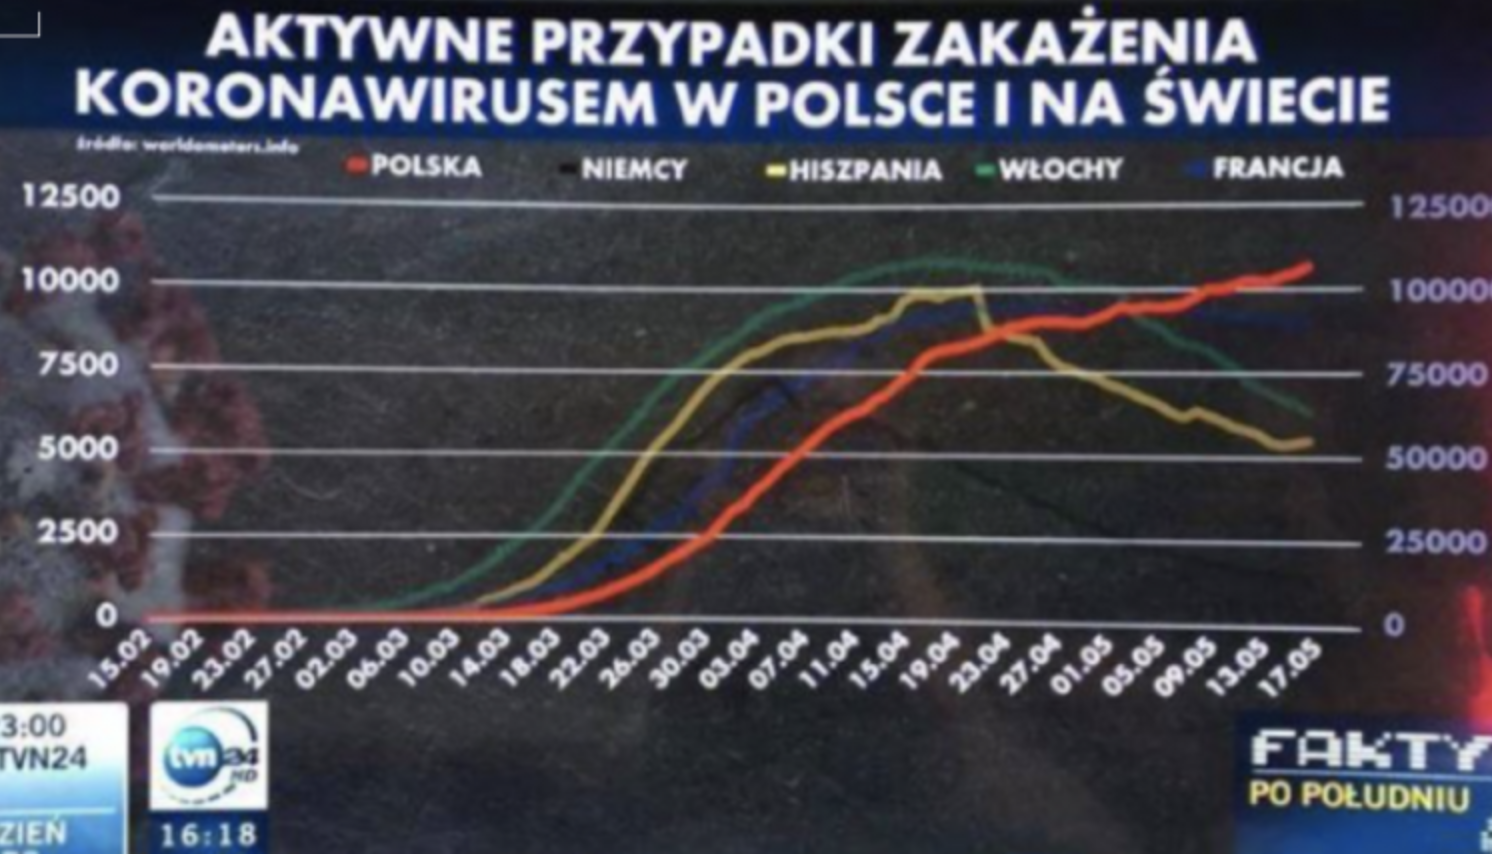 AKTYWNE PRZYPADKI ZAKAŻENIA
KORONAWIRUSEM W POLSCE I NA ŚWIECIE
źródło: worldometers.info
POLSKA NIEMCY HISZPANIA WŁOCHY FRANCJA
12500 12500
10000 100000
7500 75000
5000 50000
2500 25000
0 0
15.02 19.02 23.02 27.02 02.03 06.03 10.03 14.03 18.03 22.03 26.03 30.03 03.04 07.04 11.04 15.04 19.04 23.04 27.04 01.05 05.05 09.05 13.05 17.05
3:00
TVN24
ZIEŃ
tvn24
HD
16:18
FAKTY
PO POŁUDNIU